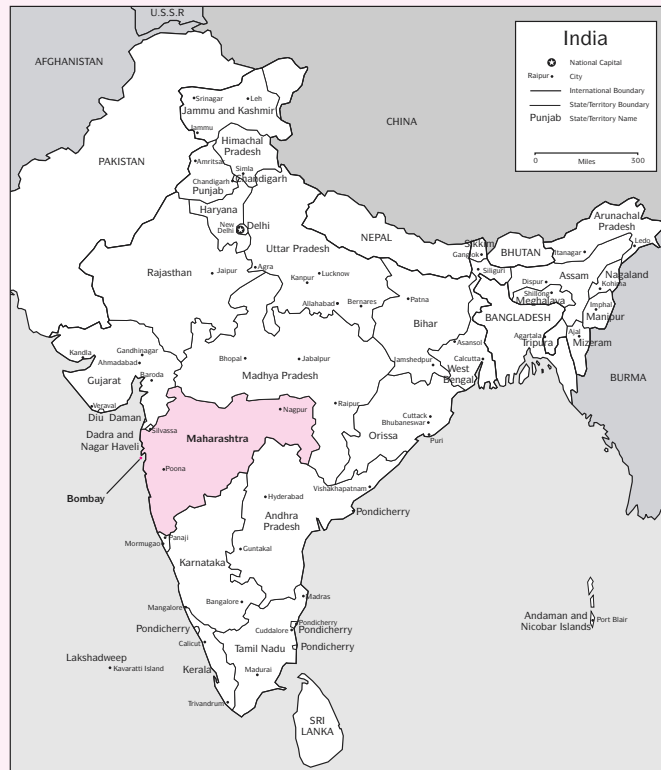 U.S.S.R
AFGHANISTAN
India
National Capital
Raipur
City
International Boundary
State/Territory Boundary
Punjab
State/Territory Name
0
300
Miles
Srinagar
Leh
Jammu and Kashmir
Jammu
CHINA
Himachal
Pradesh
PAKISTAN
Amritsar
Simla
Chandigarh
Chandigarh
Punjab
Haryana
New
Delhi
Delhi
Arunachal
Pradesh
NEPAL
Sikkim
Gangtok
BHUTAN
Itanagar
Ledo
Uttar Pradesh
Rajasthan
Jaipur
Agra
Lucknow
Kanpur
Siliguri
Dispur
Assam
Nagaland
Kohima
Shillong
Meghalaya
Allahabad
Bernares
Patna
Imphal
Manipur
Bihar
BANGLADESH
Agartala
Tripura
Ajal
Mizeram
Kandla
Gandhinagar
Ahmadabad
Asansol
Bhopal
Jabalpur
Jamshedpur
Calcutta
West
Bengal
Gujarat
Baroda
Madhya Pradesh
BURMA
Veraval
Diu
Daman
Nagpur
Raipur
Cuttack
Bhubaneswar
Dadra and
Nagar Haveli
Silvassa
Maharashtra
Orissa
Puri
Poona
Bombay
Vishakhapatnam
Hyderabad
Andhra
Pradesh
Pondicherry
Panaji
Mormugao
Guntakal
Karnataka
Mangalore
Bangalore
Madras
Andaman and
Nicobar Islands
Port Blair
Pondicherry
Pondicherry
Cuddalore
Pondicherry
Calicut
Tamil Nadu
Pondicherry
Lakshadweep
Kavaratti Island
Kerala
Madurai
Trivandrum
SRI
LANKA